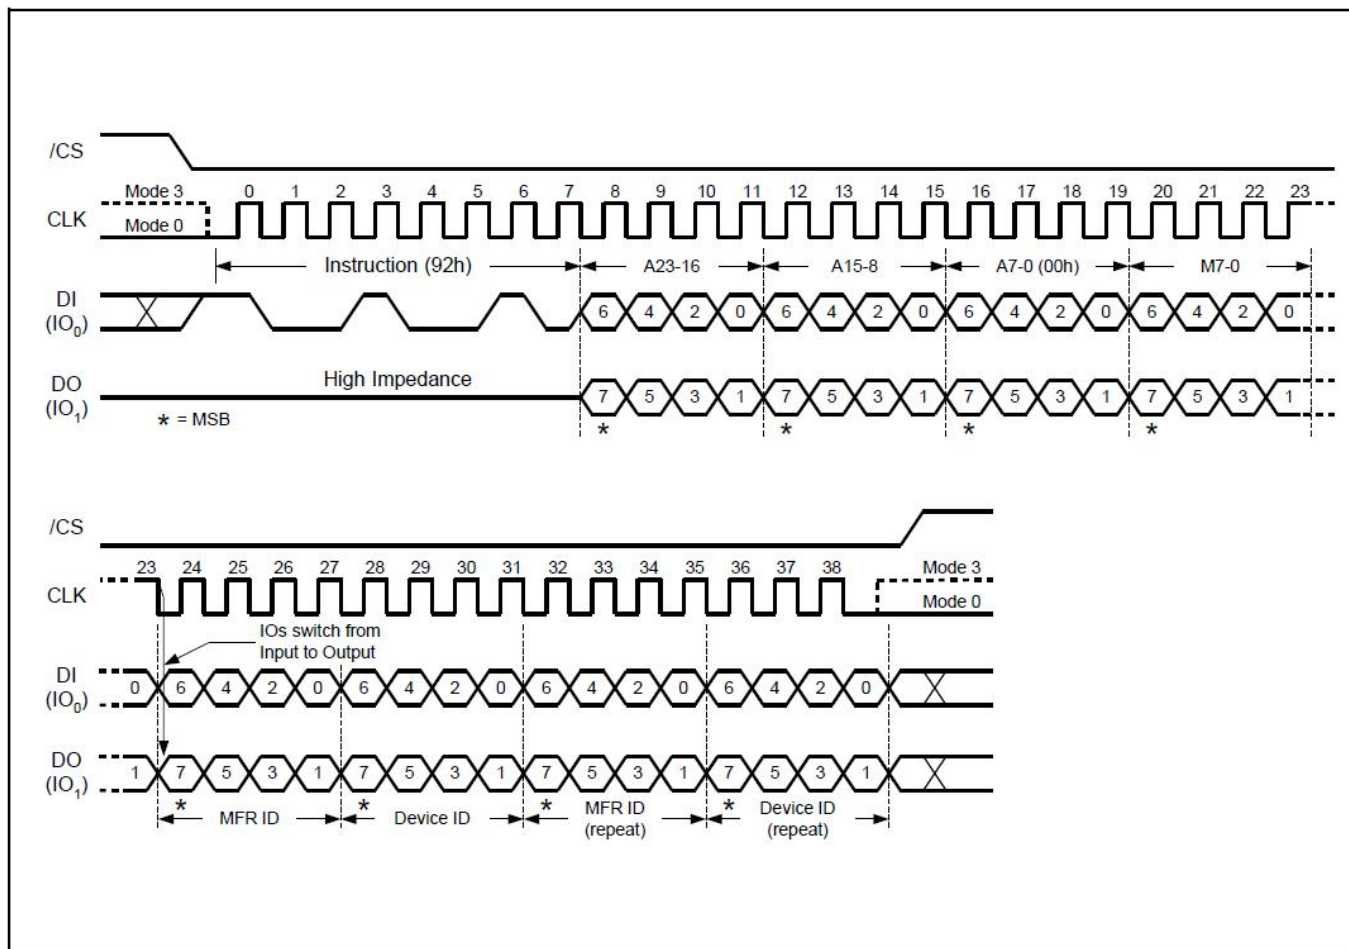 /CS
Mode 3 0 1 2 3 4 5 6 7 8 9 10 11 12 13 14 15 16 17 18 19 20 21 22 23
CLK
Mode 0
Instruction (92h) A23-16 A15-8 A7-0 (00h) M7-0
DI
(IO0) 6 4 2 0 6 4 2 0 6 4 2 0 6 4 2 0
High Impedance
DO
(IO1) 7 5 3 1 7 5 3 1 7 5 3 1 7 5 3 1
* = MSB * * * *
/CS
23 24 25 26 27 28 29 30 31 32 33 34 35 36 37 38 Mode 3
CLK
Mode 0
IOs switch from
Input to Output
DI
(IO0) 0 6 4 2 0 6 4 2 0 6 4 2 0 6 4 2 0
DO
(IO1) 1 7 5 3 1 7 5 3 1 7 5 3 1 7 5 3 1
* * * *
MFR ID Device ID MFR ID
(repeat) Device ID
(repeat)